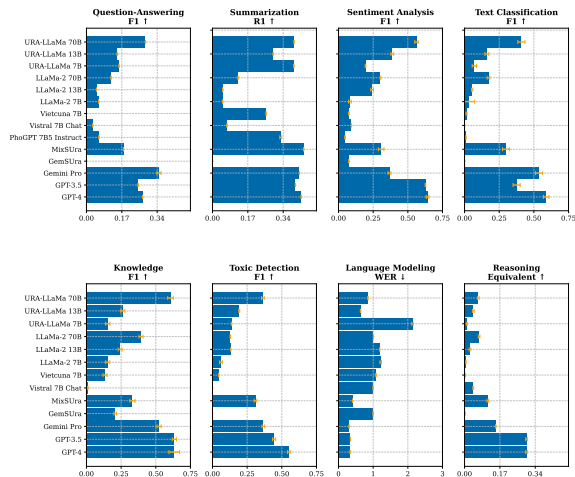 Question-Answering
F1 ↑
Summarization
R1 ↑
Sentiment Analysis
F1 ↑
Text Classification
F1 ↑
URA-LLaMa 70B
URA-LLaMa 13B
URA-LLaMa 7B
LLaMa-2 70B
LLaMa-2 13B
LLaMa-2 7B
Vietcuna 7B
Vistral 7B Chat
PhoGPT 7B5 Instruct
MixSUra
GemSUra
Gemini Pro
GPT-3.5
GPT-4
0.00 0.17 0.34
0.00 0.17 0.34
0.00 0.25 0.50 0.75
0.00 0.25 0.50 0.75
Knowledge
F1 ↑
Toxic Detection
F1 ↑
Language Modeling
WER ↓
Reasoning
Equivalent ↑
URA-LLaMa 70B
URA-LLaMa 13B
URA-LLaMa 7B
LLaMa-2 70B
LLaMa-2 13B
LLaMa-2 7B
Vietcuna 7B
Vistral 7B Chat
MixSUra
GemSUra
Gemini Pro
GPT-3.5
GPT-4
0.00 0.25 0.50 0.75
0.00 0.25 0.50 0.75
0 1 2 3
0.00 0.17 0.34